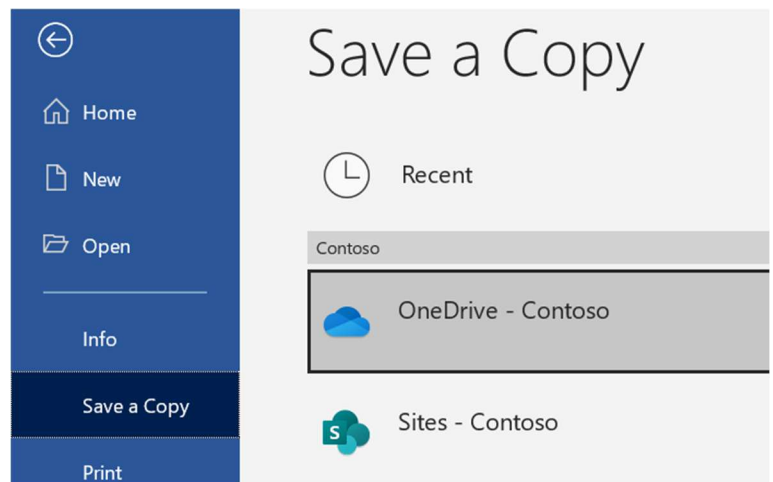 Home
New
Open
Info
Save a Copy
Print
Save a Copy
Recent
Contoso
OneDrive - Contoso
S
Sites - Contoso